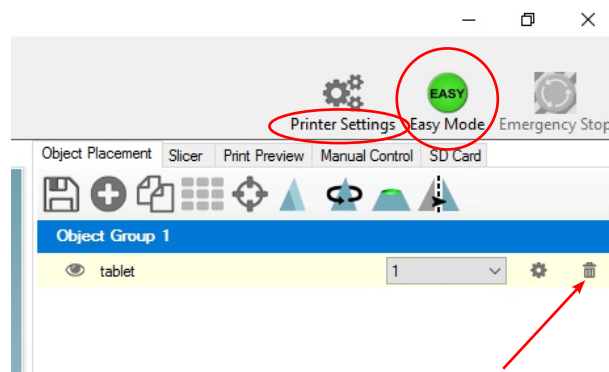 EASY
Printer Settings Easy Mode Emergency Stop
Object Placement Slicer Print Preview Manual Control SD Card
Object Group 1
tablet 1